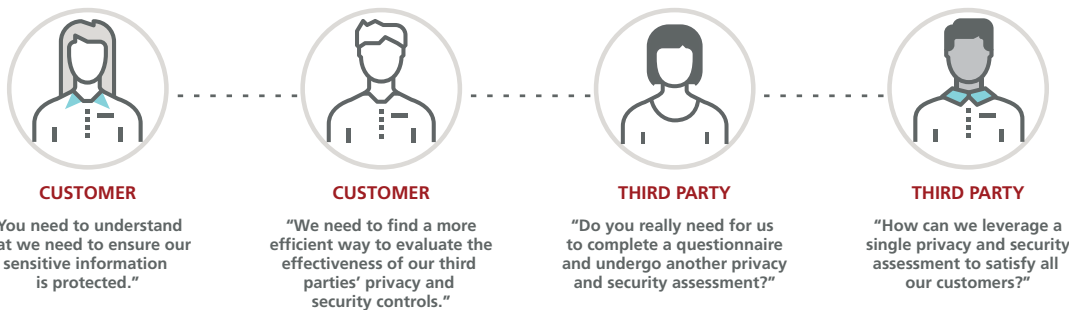 CUSTOMER
You need to understand
at we need to ensure our
sensitive information
is protected.”
CUSTOMER
“We need to find a more
efficient way to evaluate the
effectiveness of our third
parties’ privacy and
security controls.”
THIRD PARTY
“Do you really need for us
to complete a questionnaire
and undergo another privacy
and security assessment?”
THIRD PARTY
“How can we leverage a
single privacy and security
assessment to satisfy all
our customers?”